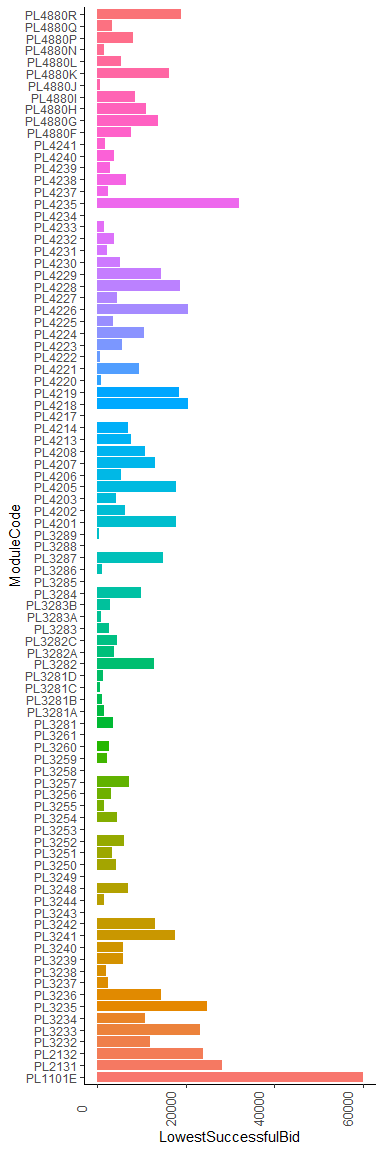 PL4880R
PL4880Q
PL4880P
PL4880N
PL4880L
PL4880K
PL4880J
PL4880I
PL4880H
PL4880G
PL4880F
PL4241
PL4240
PL4239
PL4238
PL4237
PL4235
PL4234
PL4233
PL4232
PL4231
PL4230
PL4229
PL4228
PL4227
PL4226
PL4225
PL4224
PL4223
PL4222
PL4221
PL4220
PL4219
PL4218
PL4217
PL4214
PL4213
PL4208
PL4207
PL4206
PL4205
PL4203
PL4202
PL4201
PL3289
PL3288
PL3287
PL3286
PL3285
PL3284
PL3283B
PL3283A
PL3283
PL3282C
PL3282A
PL3282
PL3281D
PL3281C
PL3281B
PL3281A
PL3281
PL3261
PL3260
PL3259
PL3258
PL3257
PL3256
PL3255
PL3254
PL3253
PL3252
PL3251
PL3250
PL3249
PL3248
PL3244
PL3243
PL3242
PL3241
PL3240
PL3239
PL3238
PL3237
PL3236
PL3235
PL3234
PL3233
PL3232
PL2132
PL2131
PL1101E
ModuleCode
0
20000
40000
60000
LowestSuccessfulBid